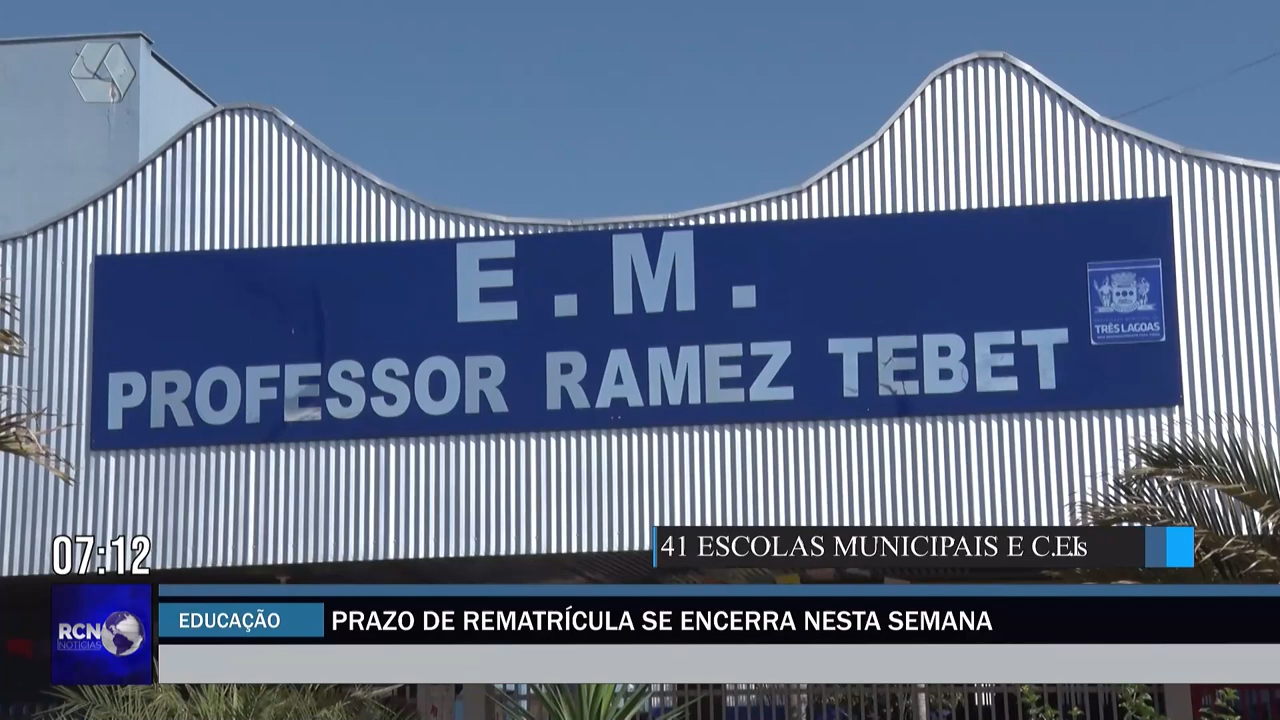 E.M.
PROFESSOR RAMEZ TEBET
TRÊS LAGOAS
07:12
41 ESCOLAS MUNICIPAIS E C.EIs
RCN
NOTÍCIAS
EDUCAÇÃO
PRAZO DE REMATRÍCULA SE ENCERRA NESTA SEMANA